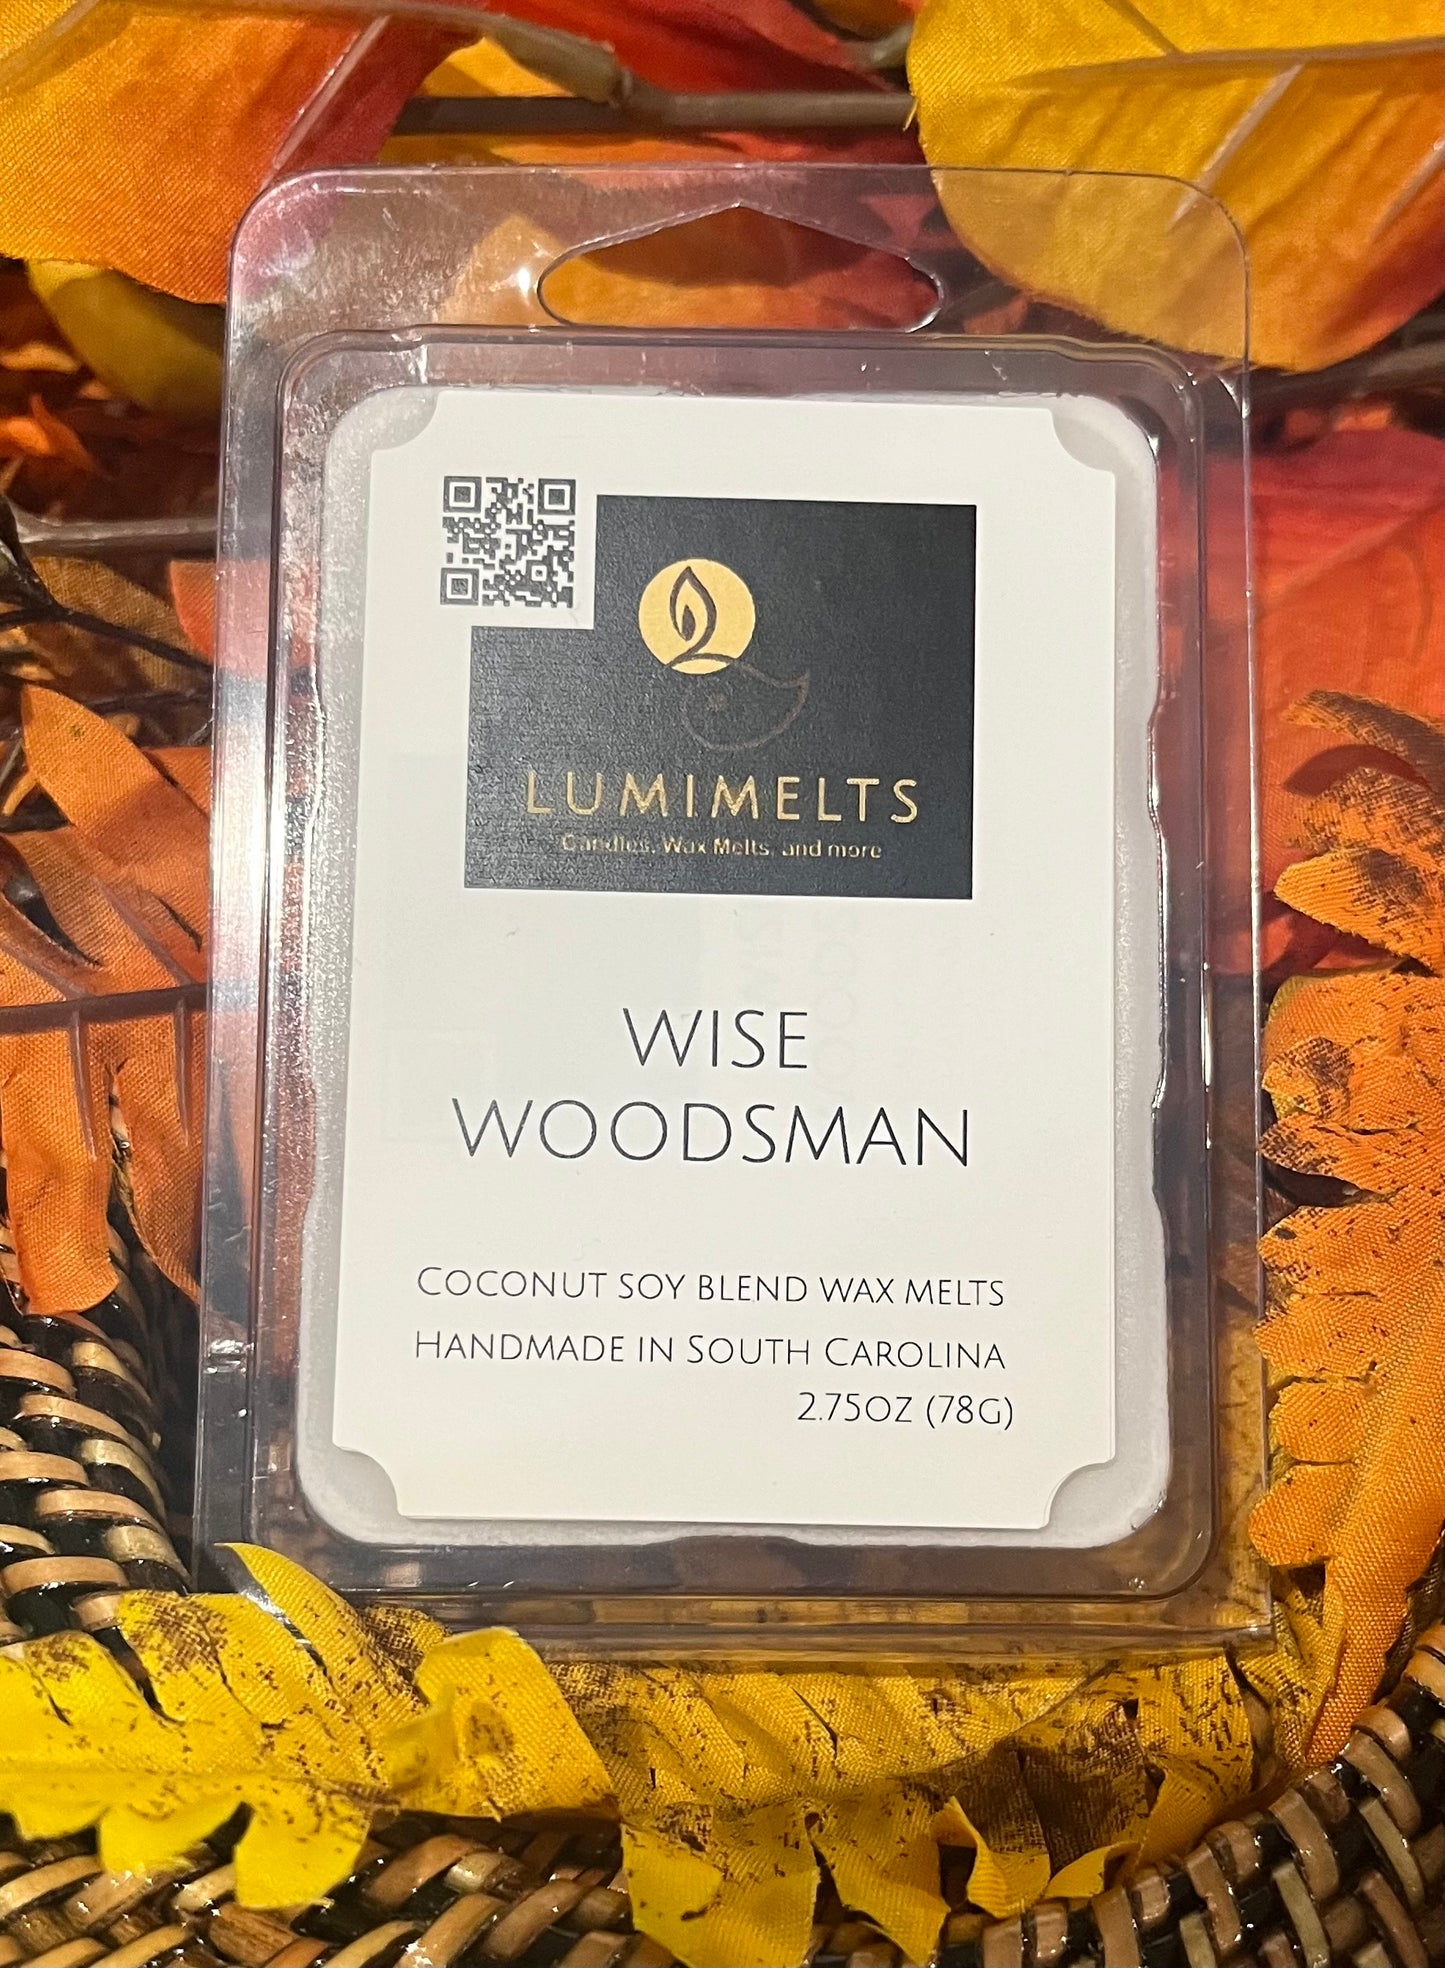 LUMIMELTS
Candles, Wax Melts, and more
WISE
WOODSMAN
COCONUT SOY BLEND WAX MELTS
HANDMADE IN SOUTH CAROLINA
2.75OZ (78G)